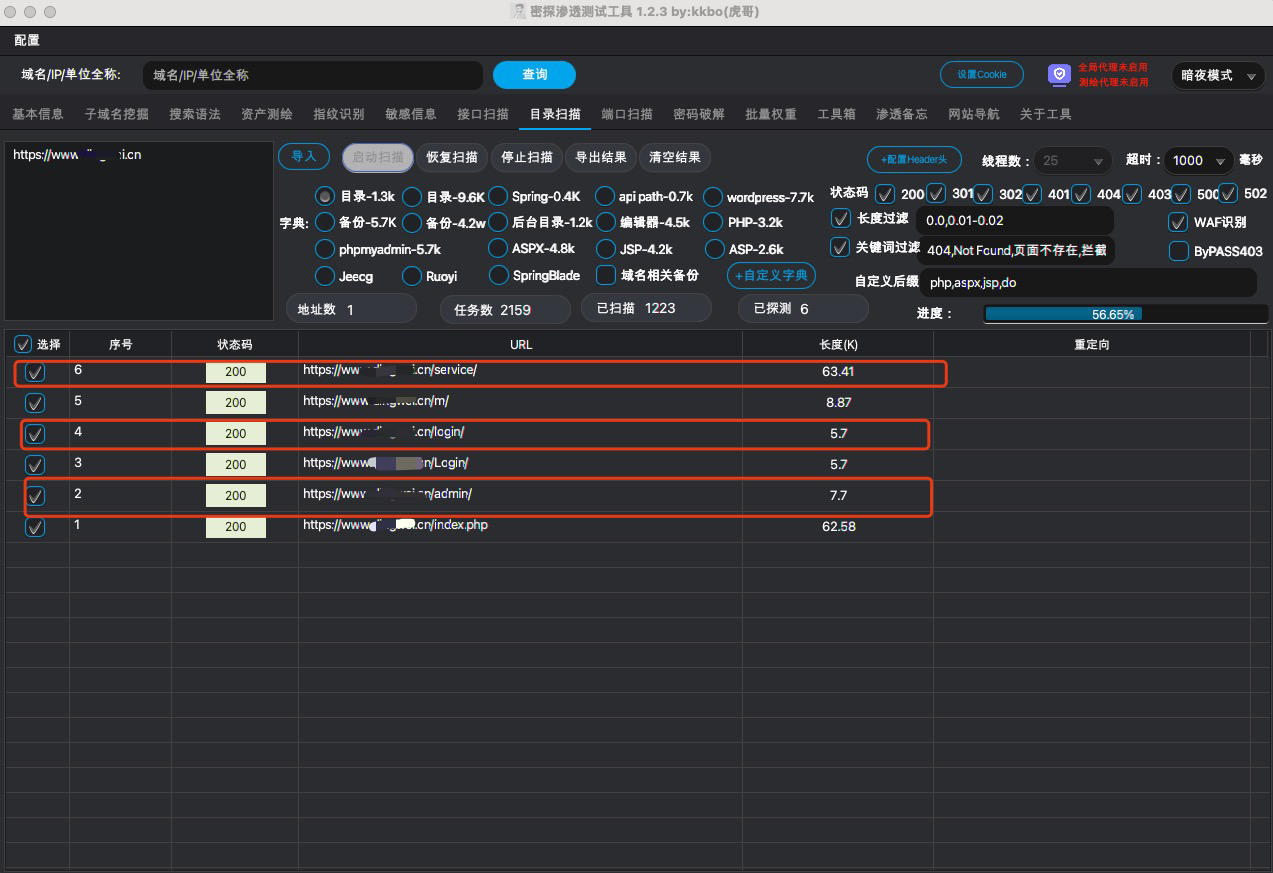 密探渗透测试工具 1.2.3 by:kkbo(虎哥)
配置
域名/IP/单位全称: 域名/IP/单位全称 查询 设置Cookie 全局代理未启用 暗夜模式
测绘代理未启用
基本信息 子域名挖掘 搜索语法 资产测绘 指纹识别 敏感信息 接口扫描 目录扫描 端口扫描 密码破解 批量权重 工具箱 渗透备忘 网站导航 关于工具
https://www i.cn
导入 启动扫描 恢复扫描 停止扫描 导出结果 清空结果 +配置Header头 线程数： 25 超时： 1000 毫秒
字典: 目录-1.3k 目录-9.6K Spring-0.4K api path-0.7k wordpress-7.7k
备份-5.7K 备份-4.2w 后台目录-1.2k 编辑器-4.5k PHP-3.2k
phpmyadmin-5.7k ASPX-4.8k JSP-4.2k ASP-2.6k
Jeecg Ruoyi SpringBlade 域名相关备份 +自定义字典
状态码 200 301 302 401 404 403 500 502
长度过滤 0.0,0.01-0.02 WAF识别
关键词过滤 404,Not Found,页面不存在,拦截 ByPASS403
自定义后缀 php,aspx,jsp,do
地址数 1 任务数 2159 已扫描 1223 已探测 6 进度： 56.65%
选择 序号 状态码 URL 长度(K) 重定向
6 200 https://ww .cn/service/ 63.41
5 200 https://www .cn/m/ 8.87
4 200 https://ww .cn/login/ 5.7
3 200 https://www n/Login/ 5.7
2 200 https://www n/admin/ 7.7
1 200 https://www .cn/index.php 62.58